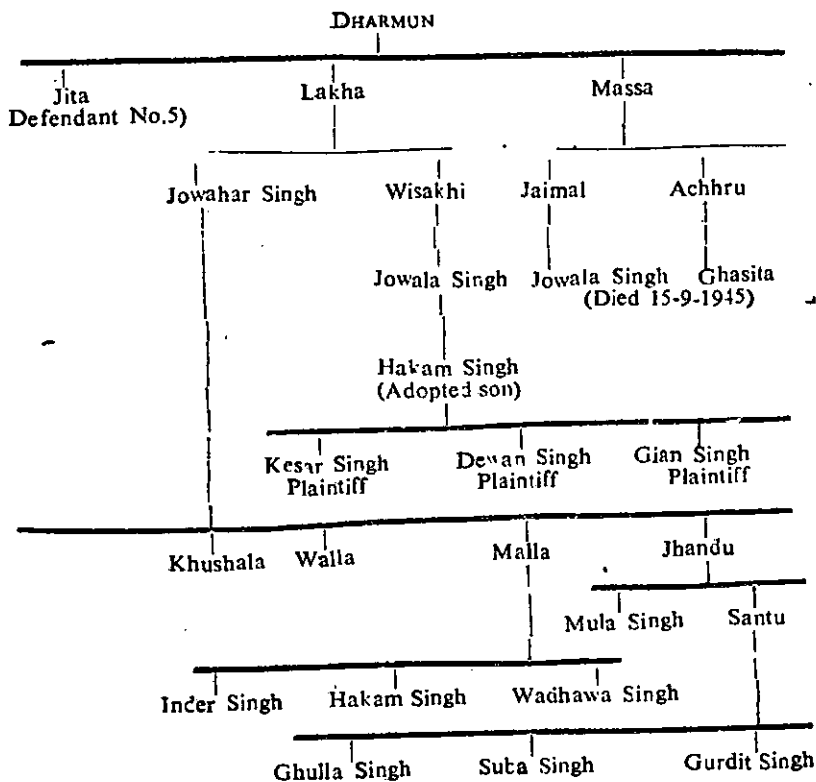 DHARMUN
Jita Lakha Massa
Defendant No.5)
Jowahar Singh Wisakhi Jaimal Achhru
Jowala Singh Jowala Singh Ghasita
(Died 15-9-1945)
Hakam Singh
(Adopted son)
Kesar Singh Dewan Singh Gian Singh
Plaintiff Plaintiff Plaintiff
Khushala Walla Malla Jhandu
Mula Singh Santu
Inder Singh Hakam Singh Wadhawa Singh
Ghulla Singh Suba Singh Gurdit Singh